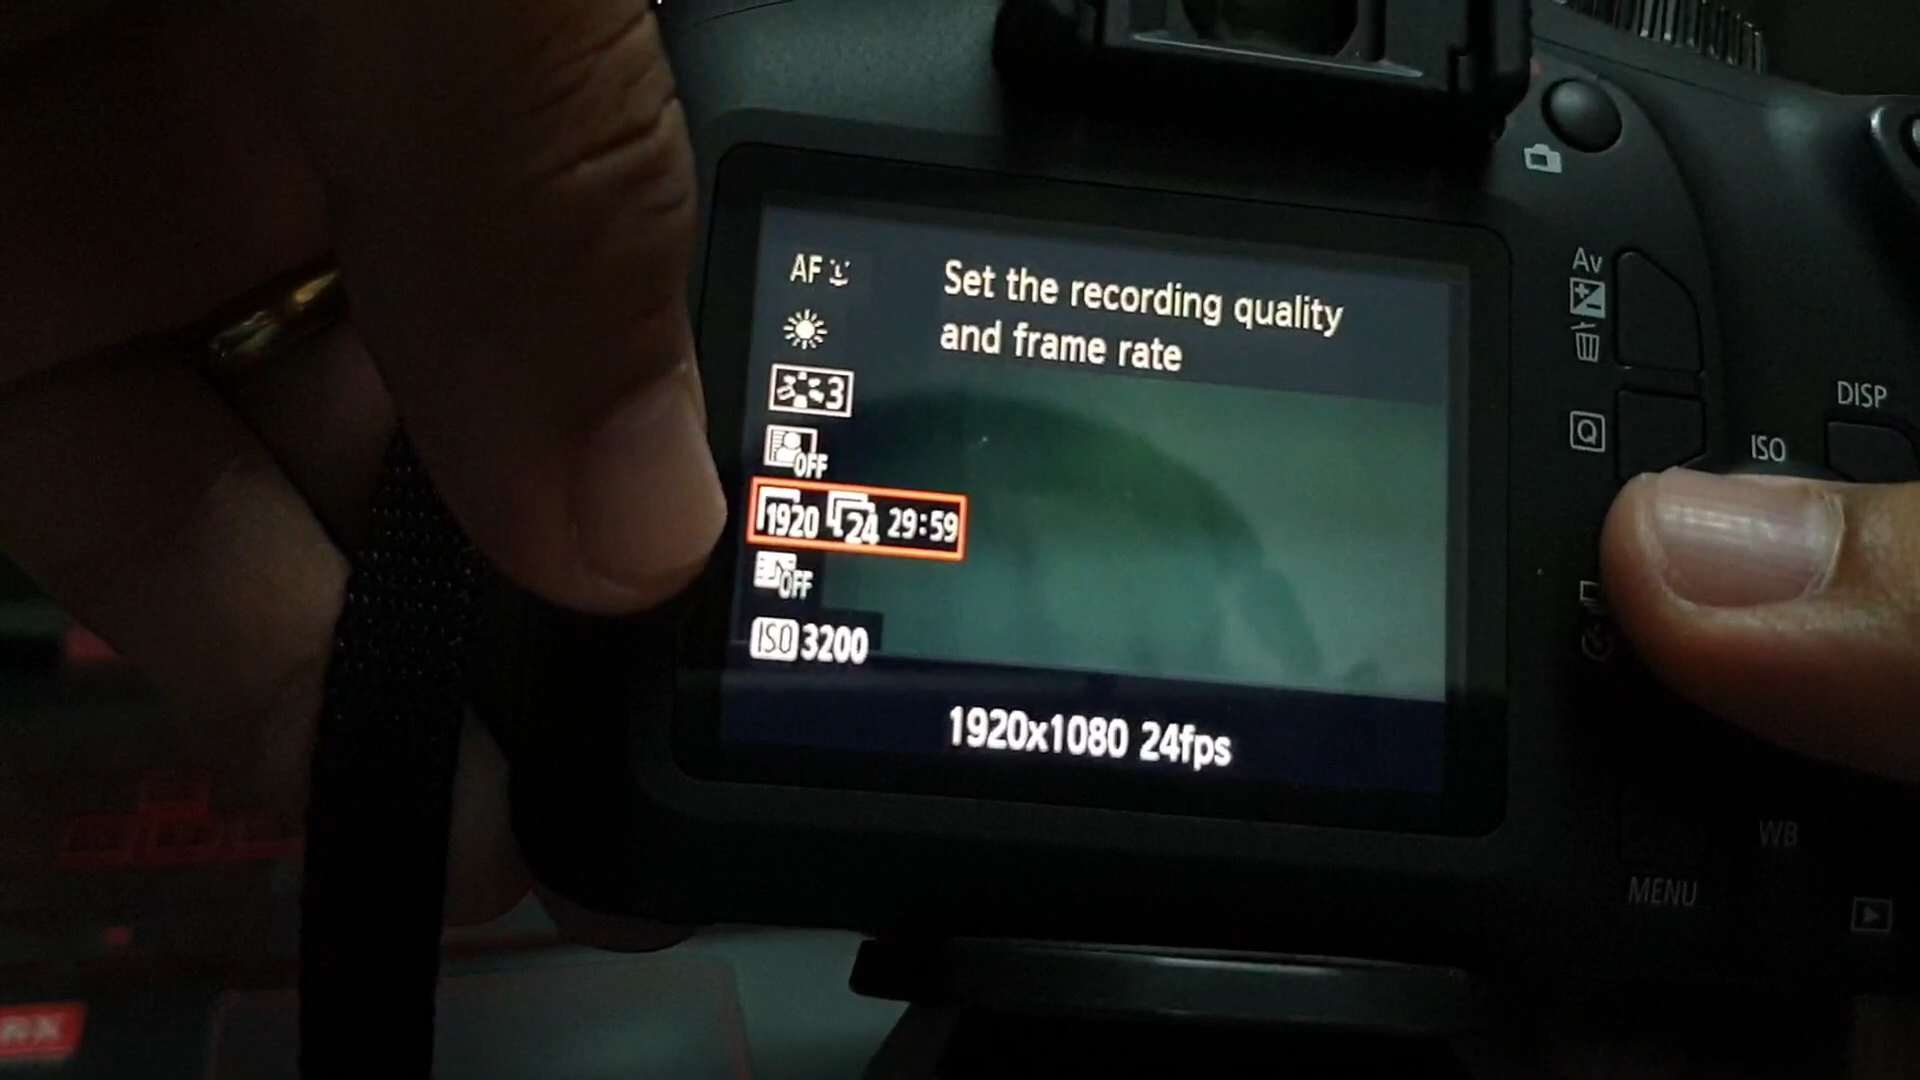 AF
Set the recording quality
and frame rate
3
OFF
1920 24 29:59
OFF
ISO 3200
1920x1080 24fps
Av
Q
DISP
ISO
WB
MENU
RX